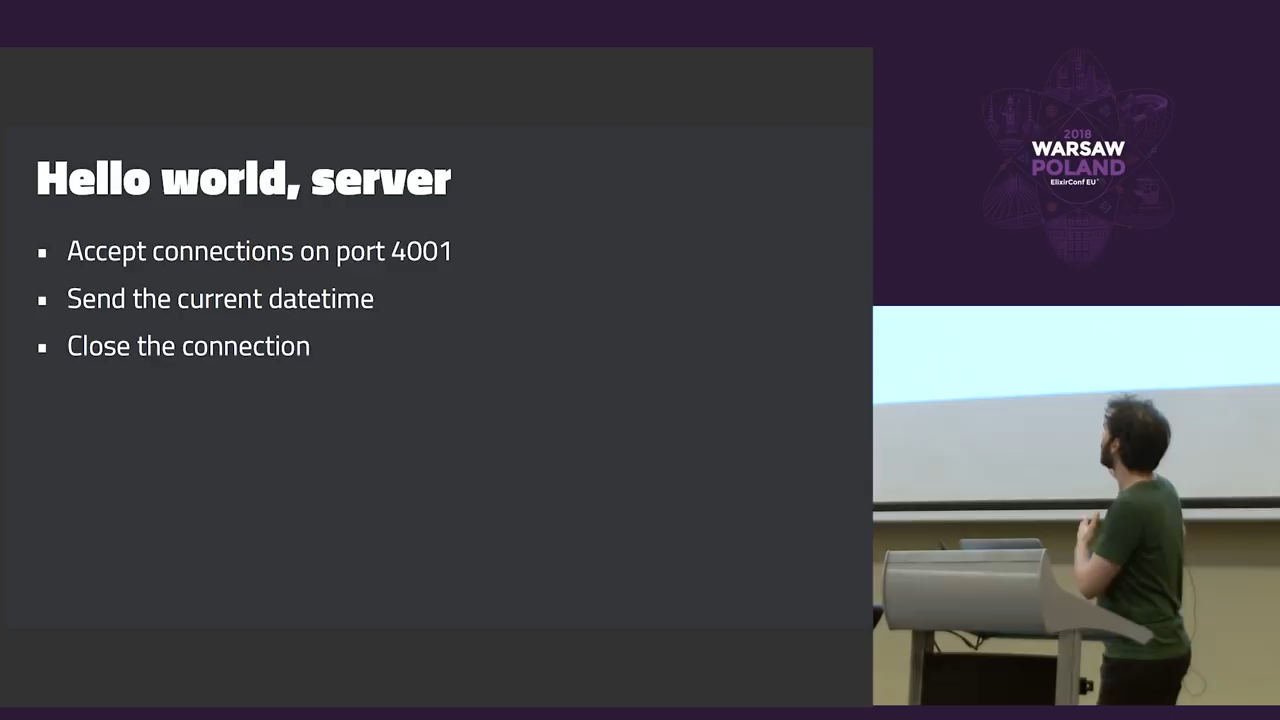 Hello world, server
▪ Accept connections on port 4001
▪ Send the current datetime
▪ Close the connection
2018
WARSAW
POLAND
ElixirConf EU